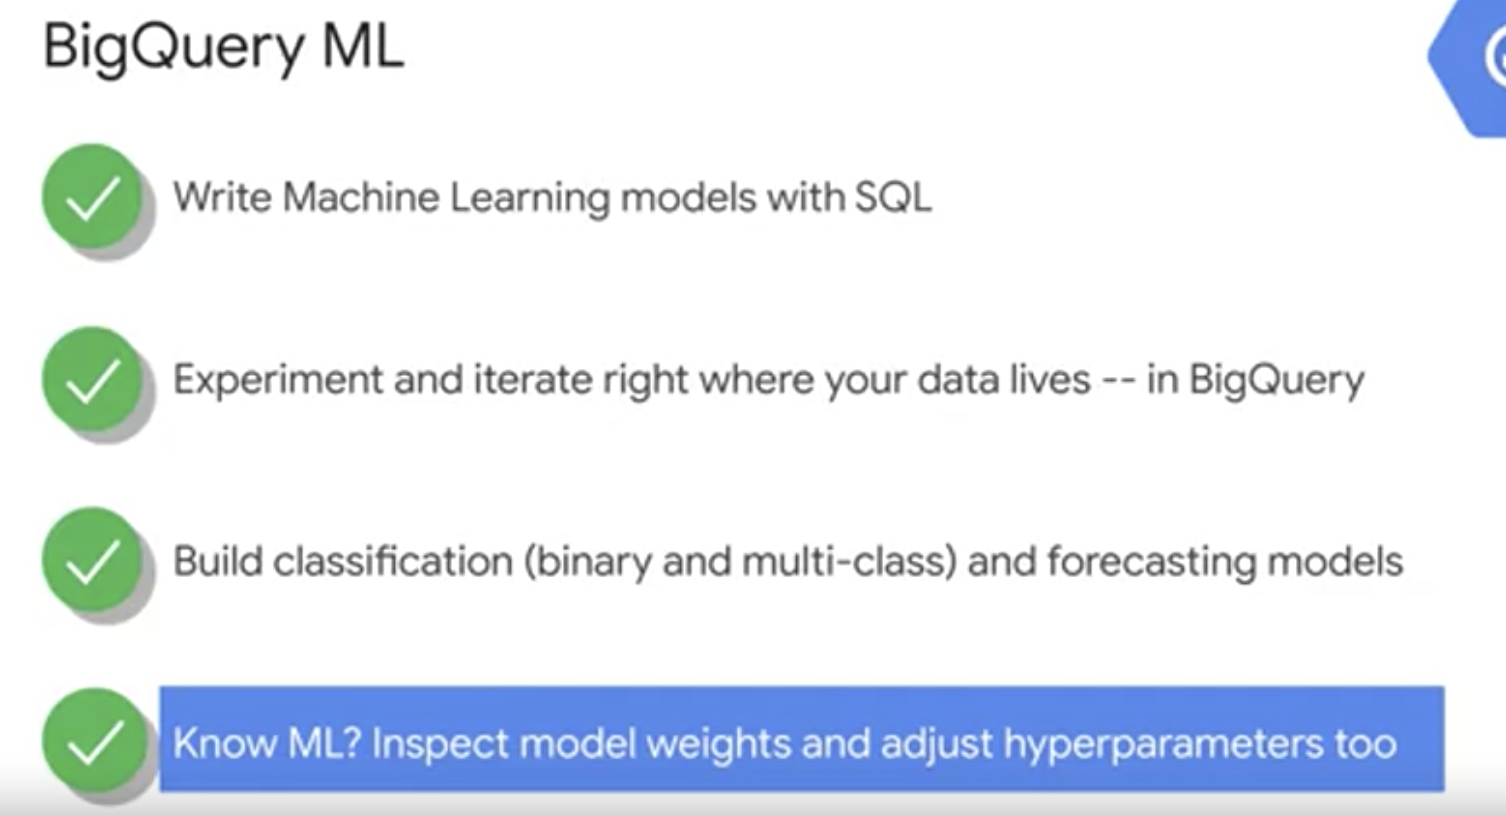 BigQuery ML
Write Machine Learning models with SQL
Experiment and iterate right where your data lives -- in BigQuery
Build classification (binary and multi-class) and forecasting models
Know ML? Inspect model weights and adjust hyperparameters too